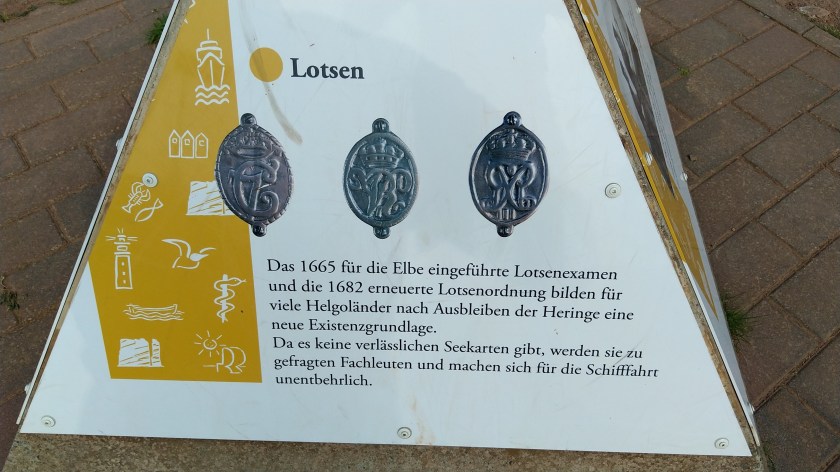 Lotsen
Das 1665 für die Elbe eingeführte Lotsenexamen
und die 1682 erneuerte Lotsenordnung bilden für
viele Helgoländer nach Ausbleiben der Heringe eine
neue Existenzgrundlage.
Da es keine verlässlichen Seekarten gibt, werden sie zu
gefragten Fachleuten und machen sich für die Schifffahrt
unentbehrlich.